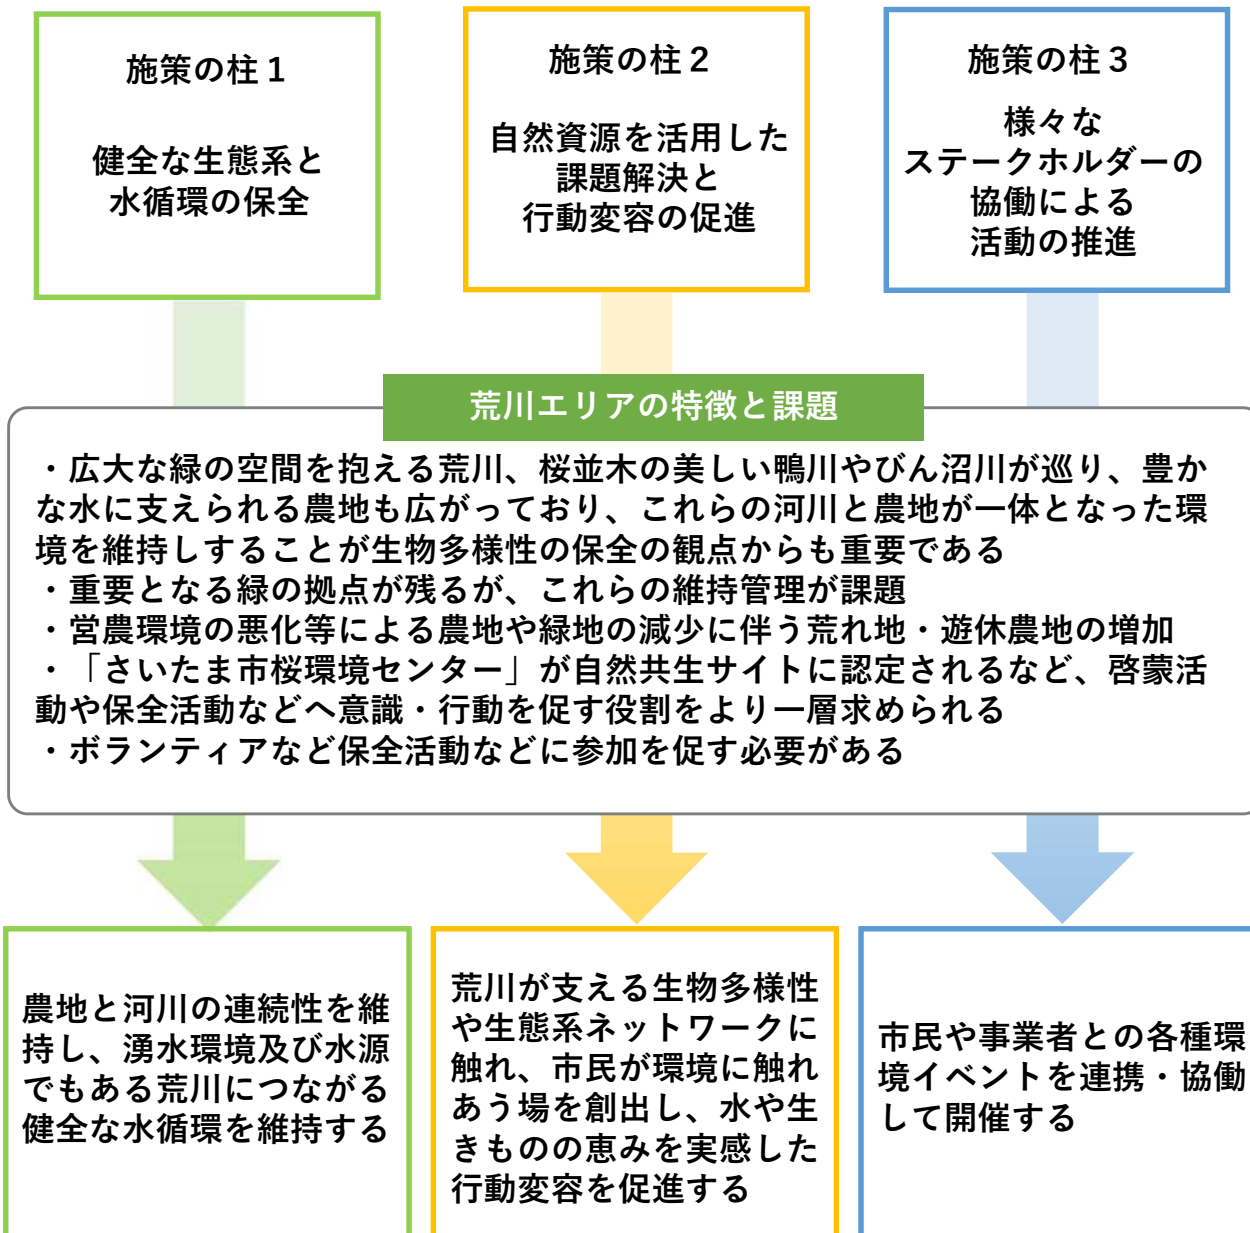 施策の柱１
健全な生態系と
水循環の保全
施策の柱２
自然資源を活用した
課題解決と
行動変容の促進
施策の柱３
様々な
ステークホルダーの
協働による
活動の推進
荒川エリアの特徴と課題
・広大な緑の空間を抱える荒川、桜並木の美しい鴨川やびん沼川が巡り、豊か
な水に支えられる農地も広がっており、これらの河川と農地が一体となった環
境を維持しすることが生物多様性の保全の観点からも重要である
・重要となる緑の拠点が残るが、これらの維持管理が課題
・営農環境の悪化等による農地や緑地の減少に伴う荒れ地・遊休農地の増加
・「さいたま市桜環境センター」が自然共生サイトに認定されるなど、啓蒙活
動や保全活動などへ意識・行動を促す役割をより一層求められる
・ボランティアなど保全活動などに参加を促す必要がある
農地と河川の連続性を維
持し、湧水環境及び水源
でもある荒川につながる
健全な水循環を維持する
荒川が支える生物多様性
や生態系ネットワークに
触れ、市民が環境に触れ
あう場を創出し、水や生
きものの恵みを実感した
行動変容を促進する
市民や事業者との各種環
境イベントを連携・協働
して開催する